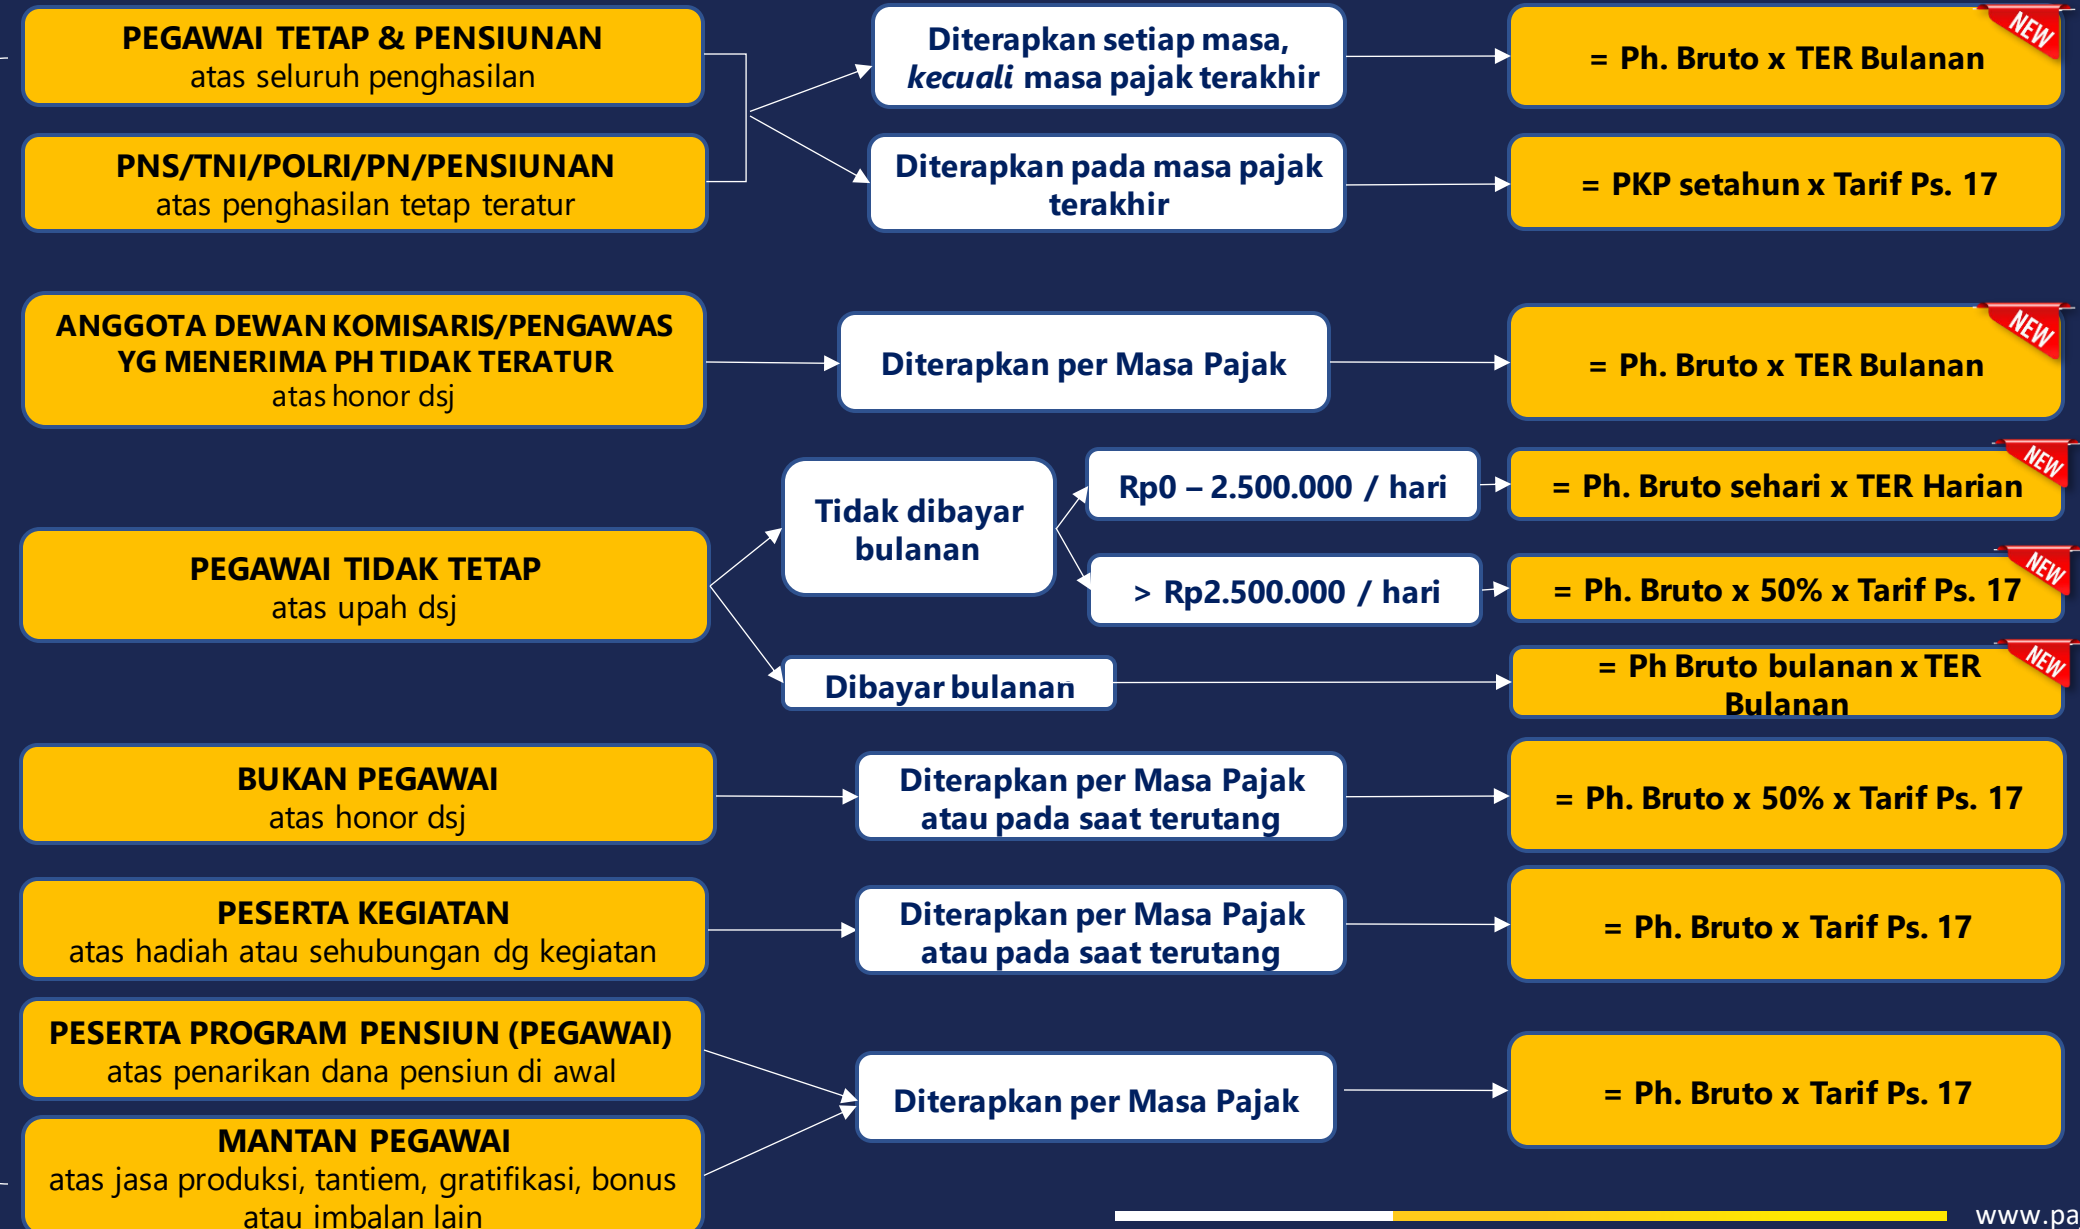 PEGAWAI TETAP & PENSIUNAN
atas seluruh penghasilan
Diterapkan setiap masa,
kecuali masa pajak terakhir
= Ph. Bruto x TER Bulanan
NEW
PNS/TNI/POLRI/PN/PENSIUNAN
atas penghasilan tetap teratur
Diterapkan pada masa pajak
terakhir
= PKP setahun x Tarif Ps. 17
ANGGOTA DEWAN KOMISARIS/PENGAWAS
YG MENERIMA PH TIDAK TERATUR
atas honor dsj
Diterapkan per Masa Pajak
= Ph. Bruto x TER Bulanan
NEW
PEGAWAI TIDAK TETAP
atas upah dsj
Tidak dibayar
bulanan
Rp0 – 2.500.000 / hari
= Ph. Bruto sehari x TER Harian
NEW
> Rp2.500.000 / hari
= Ph. Bruto x 50% x Tarif Ps. 17
NEW
Dibayar bulanan
= Ph Bruto bulanan x TER
Bulanan
NEW
BUKAN PEGAWAI
atas honor dsj
Diterapkan per Masa Pajak
atau pada saat terutang
= Ph. Bruto x 50% x Tarif Ps. 17
PESERTA KEGIATAN
atas hadiah atau sehubungan dg kegiatan
Diterapkan per Masa Pajak
atau pada saat terutang
= Ph. Bruto x Tarif Ps. 17
PESERTA PROGRAM PENSIUN (PEGAWAI)
atas penarikan dana pensiun di awal
MANTAN PEGAWAI
atas jasa produksi, tantiem, gratifikasi, bonus
atau imbalan lain
Diterapkan per Masa Pajak
= Ph. Bruto x Tarif Ps. 17
www.pa